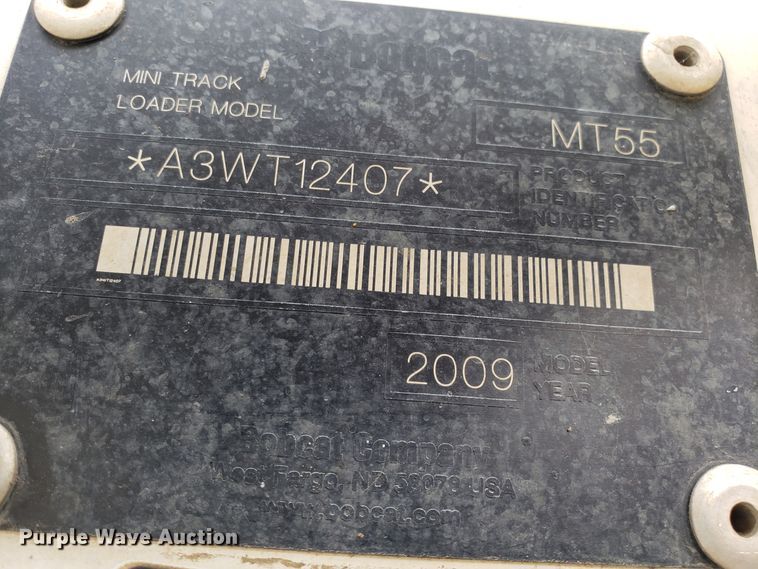 Bobcat
MINI TRACK
LOADER MODEL
MT55
*A3WT12407*
PRODUCT
IDENTIFICATION
NUMBER
A3WT12407
2009
MODEL
YEAR
Bobcat Company
West Fargo, ND 58078 USA
www.bobcat.com
Purple Wave Auction